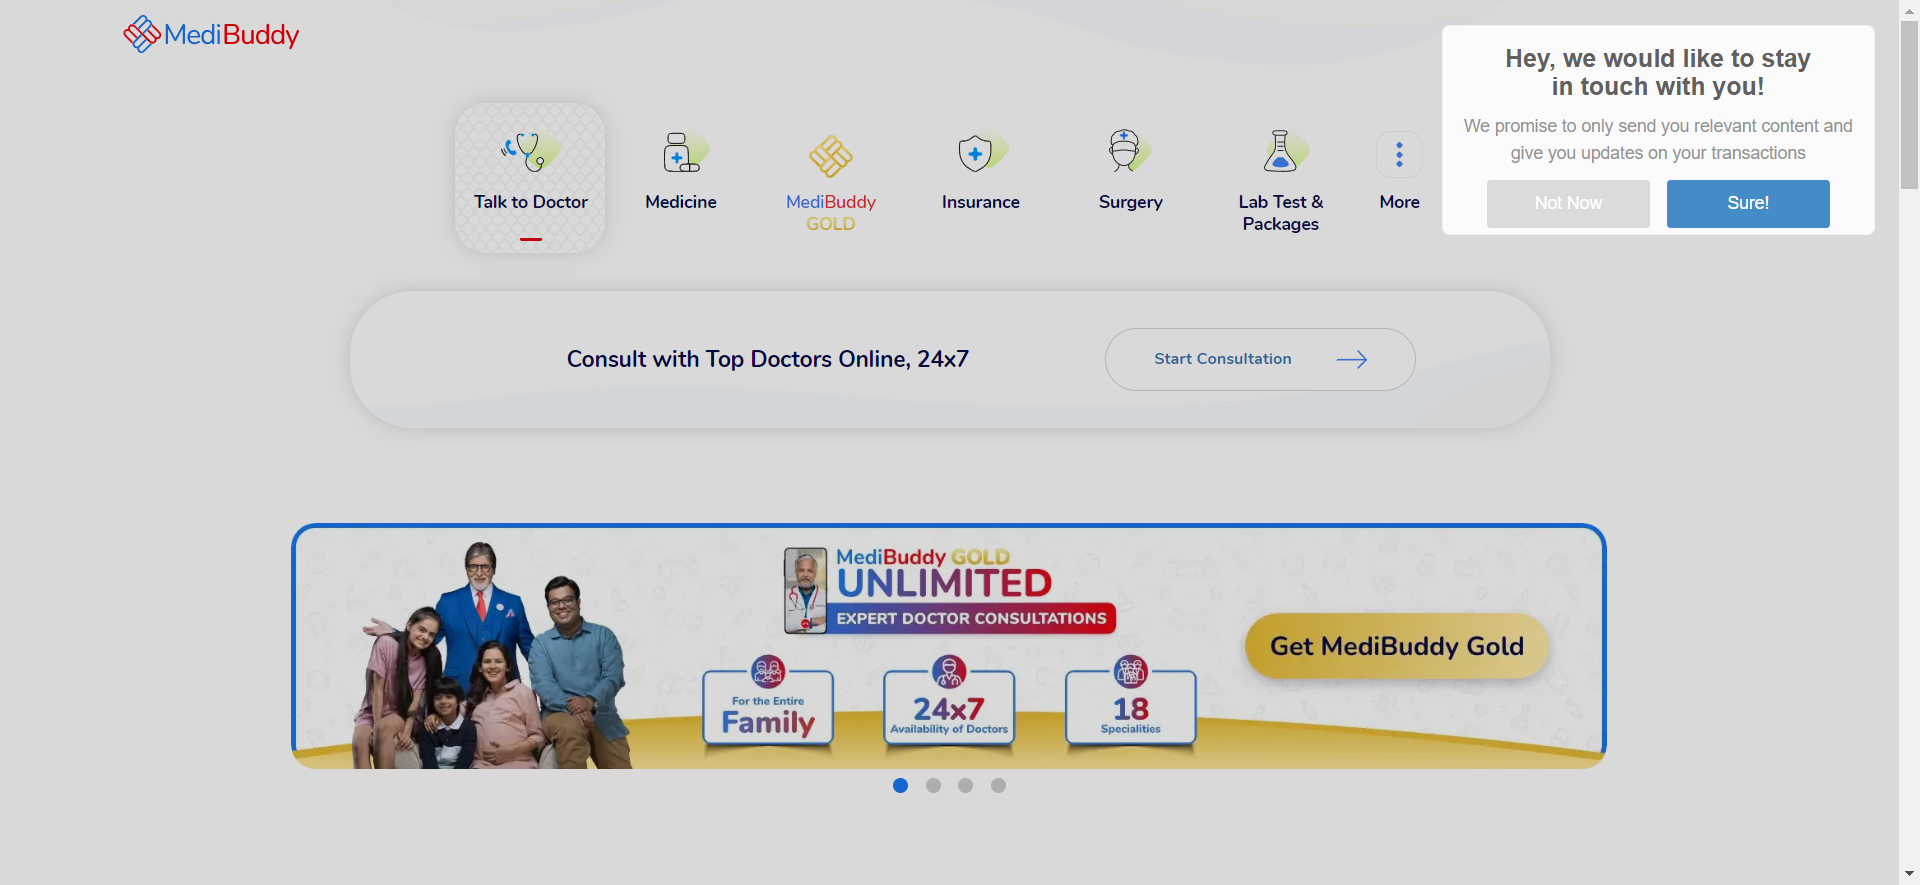 MediBuddy
Hey, we would like to stay
in touch with you!
We promise to only send you relevant content and
give you updates on your transactions
Not Now
Sure!
Talk to Doctor
Medicine
MediBuddy
GOLD
Insurance
Surgery
Lab Test &
Packages
More
Consult with Top Doctors Online, 24x7
Start Consultation
MediBuddy GOLD
UNLIMITED
EXPERT DOCTOR CONSULTATIONS
For the Entire
Family
24x7
Availability of Doctors
18
Specialities
Get MediBuddy Gold